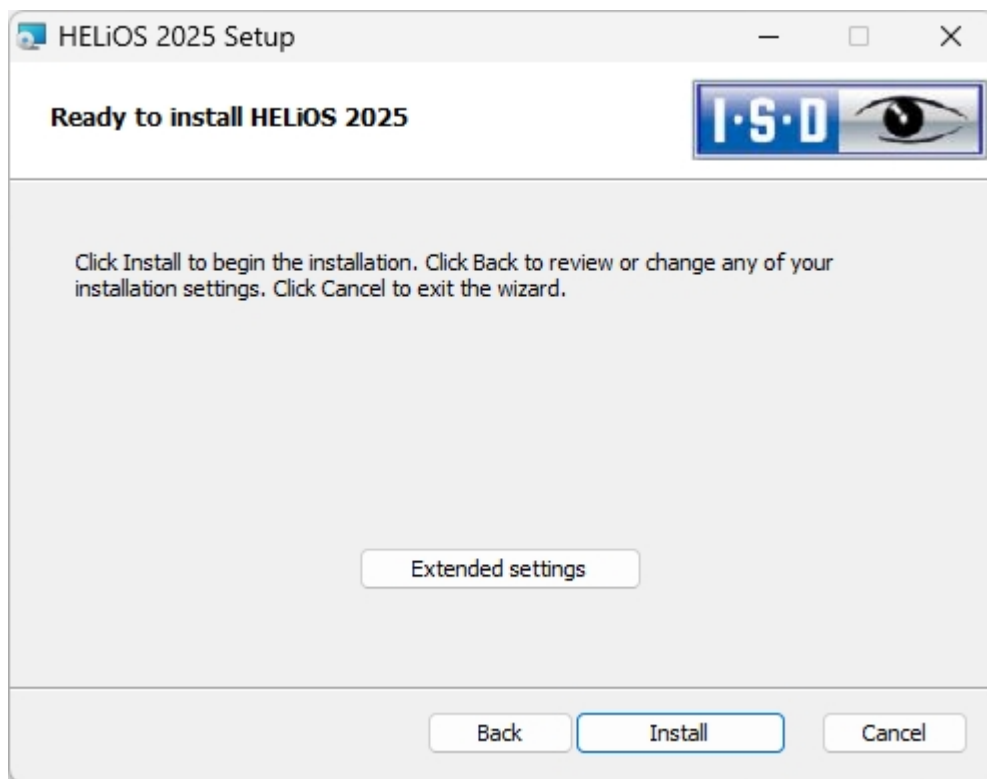 HELiOS 2025 Setup
Ready to install HELiOS 2025
I·S·D
Click Install to begin the installation. Click Back to review or change any of your
installation settings. Click Cancel to exit the wizard.
Extended settings
Back
Install
Cancel